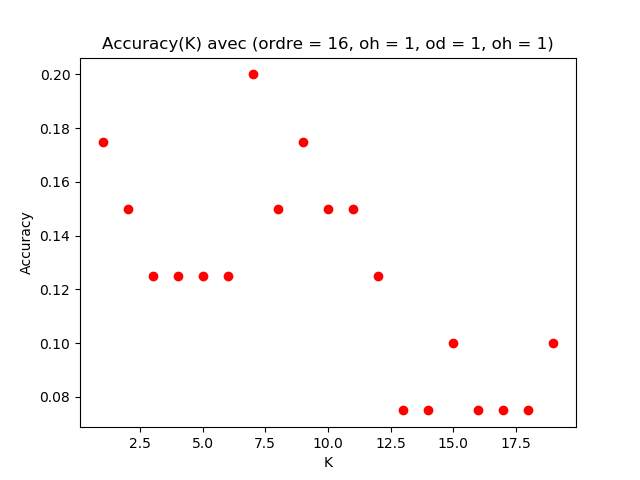 Accuracy(K) avec (ordre = 16, oh = 1, od = 1, oh = 1)
0.20
0.18
0.16
0.14
0.12
0.10
0.08
Accuracy
2.5 5.0 7.5 10.0 12.5 15.0 17.5
K